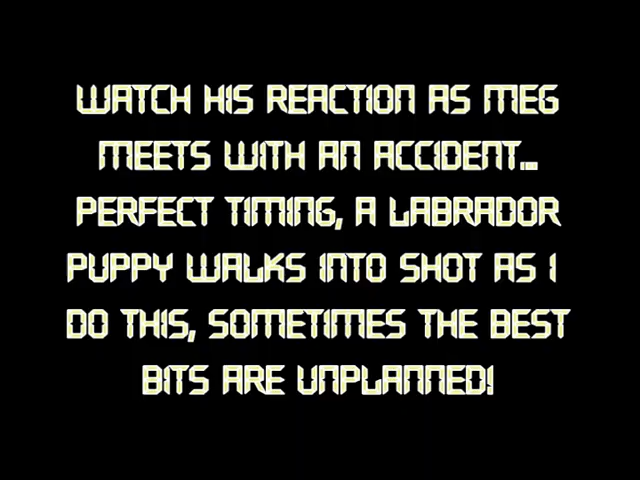 WATCH HIS REACTION AS MEG
MEETS WITH AN ACCIDENT...
PERFECT TIMING, A LABRADOR
PUPPY WALKS INTO SHOT AS I
DO THIS, SOMETIMES THE BEST
BITS ARE UNPLANNED!